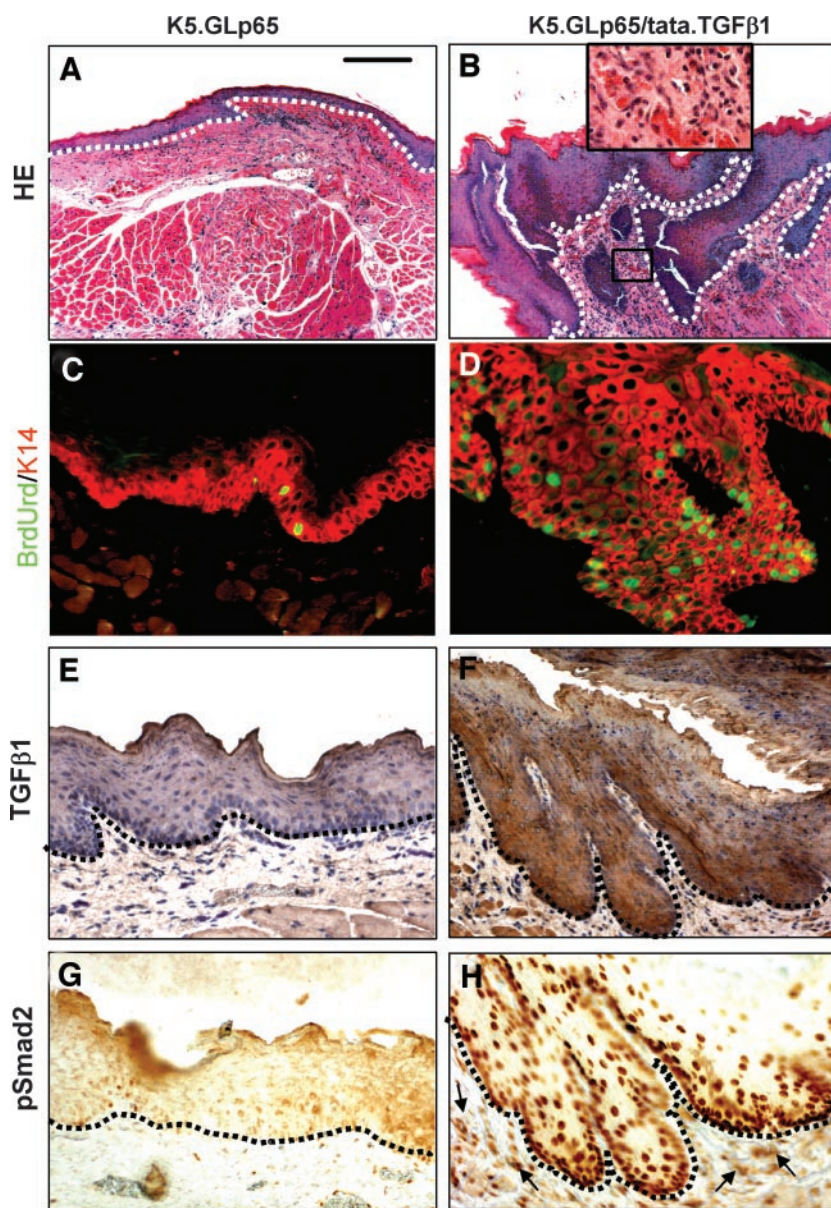 K5.GLp65
K5.GLp65/tata.TGFβ1
HE
A
B
BrdUrd/K14
C
D
TGFβ1
E
F
pSmad2
G
H